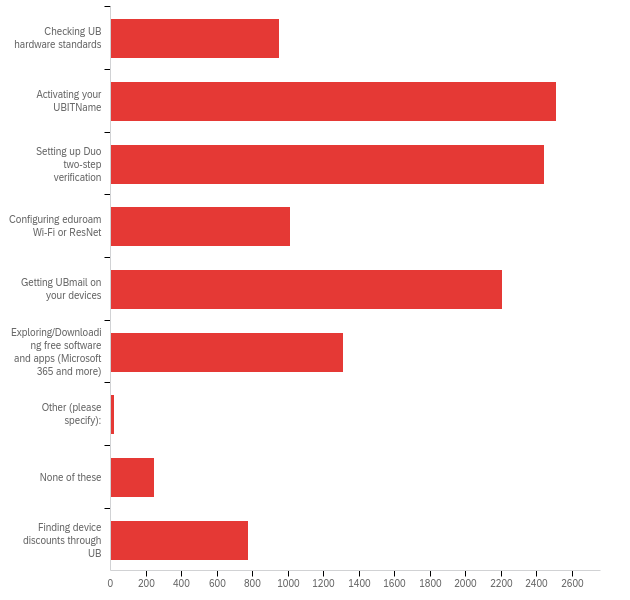 Checking UB
hardware standards
Activating your
UBITName
Setting up Duo
two-step
verification
Configuring eduroam
Wi-Fi or ResNet
Getting UBmail on
your devices
Exploring/Downloadi
ng free software
and apps (Microsoft
365 and more)
Other (please
specify):
None of these
Finding device
discounts through
UB
0 200 400 600 800 1000 1200 1400 1600 1800 2000 2200 2400 2600